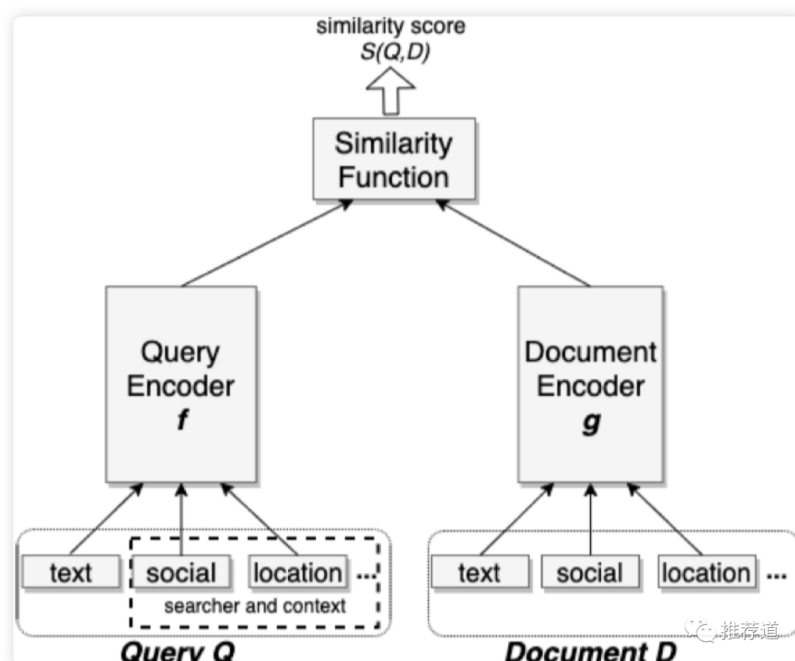 similarity score
S(Q,D)
Similarity
Function
Query
Encoder
f
Document
Encoder
g
text
social
location
...
searcher and context
text
social
location
...
Query Q
Document D
推荐道